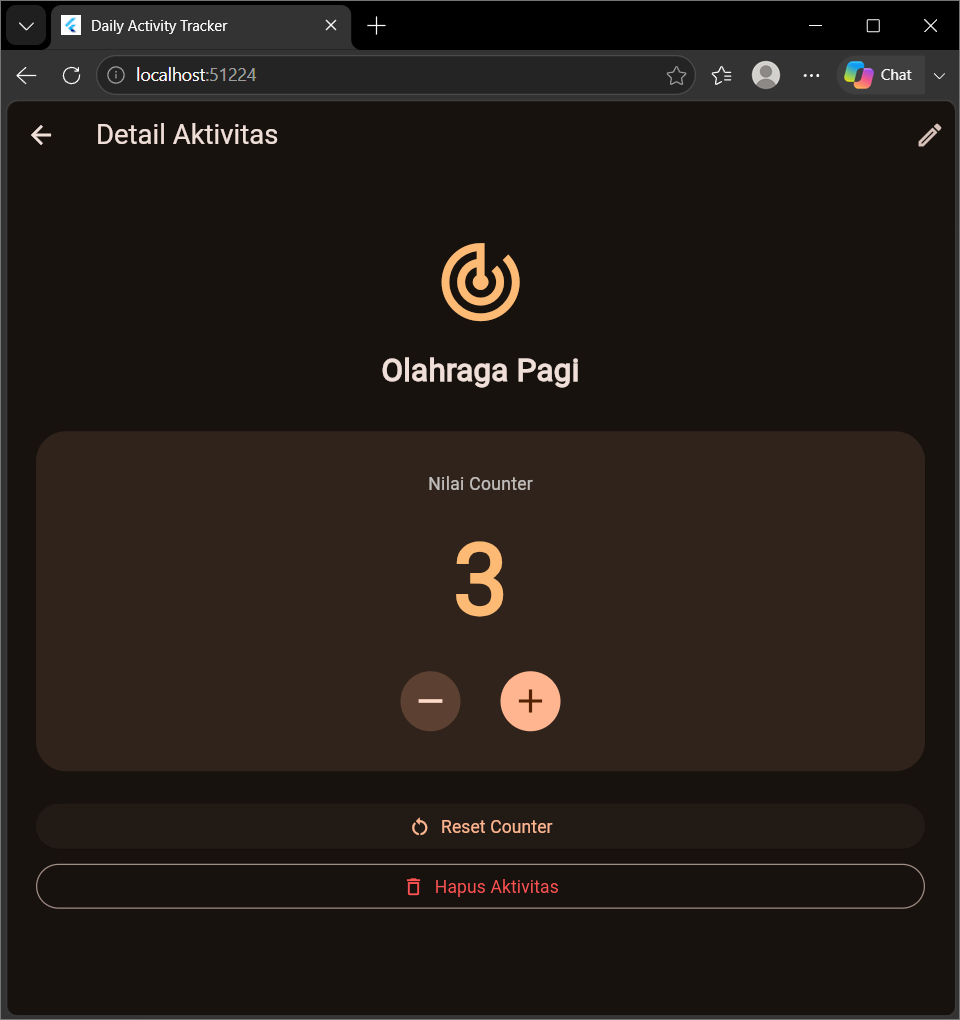 Daily Activity Tracker
localhost:51224
Chat
Detail Aktivitas
Olahraga Pagi
Nilai Counter
3
Reset Counter
Hapus Aktivitas